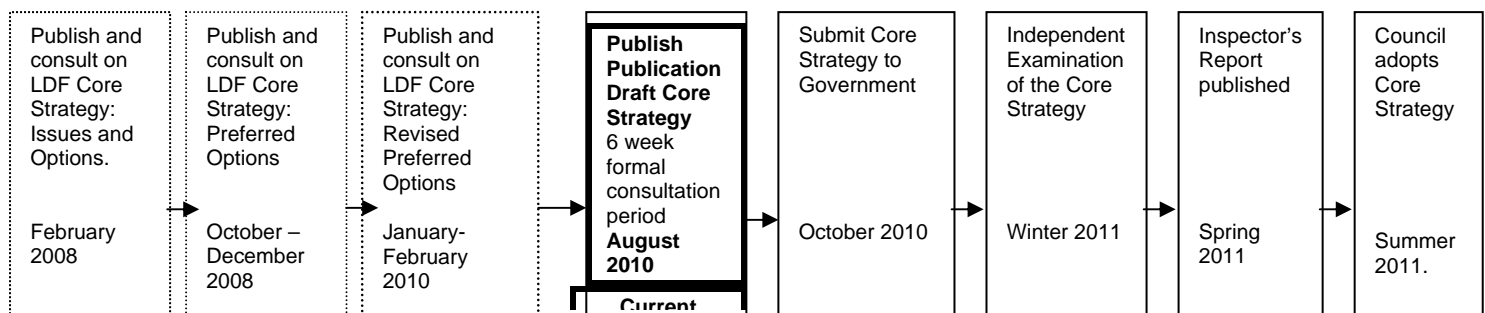 Publish and
consult on
LDF Core
Strategy:
Issues and
Options.
February
2008
Publish and
consult on
LDF Core
Strategy:
Preferred
Options
October –
December
2008
Publish and
consult on
LDF Core
Strategy:
Revised
Preferred
Options
January-
February
2010
Publish
Publication
Draft Core
Strategy
6 week
formal
consultation
period
August
2010
Current
Submit Core
Strategy to
Government
October 2010
Independent
Examination
of the Core
Strategy
Winter 2011
Inspector’s
Report
published
Spring
2011
Council
adopts
Core
Strategy
Summer
2011.